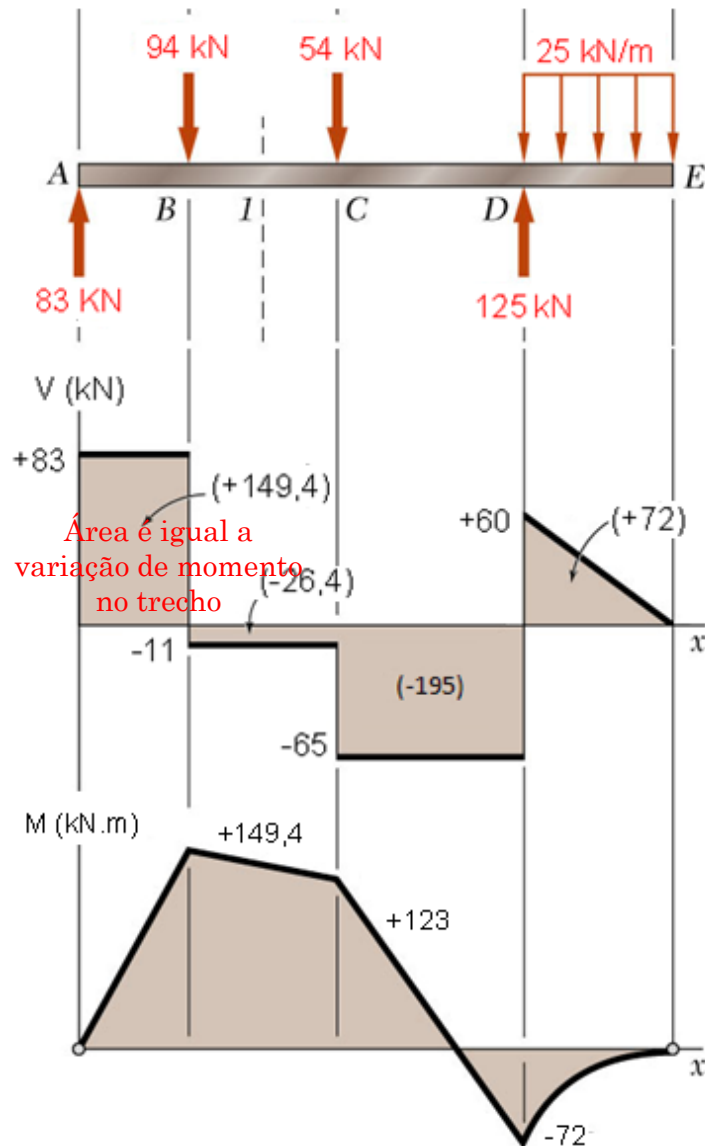 94 kN
54 kN
25 kN/m
A
B
1
C
D
E
83 KN
125 kN
V (kN)
+83
(+149,4)
+60
(+72)
Área é igual a
variação de momento
no trecho
(-26,4)
-11
x
(-195)
-65
M (kN.m)
+149,4
+123
x
-72